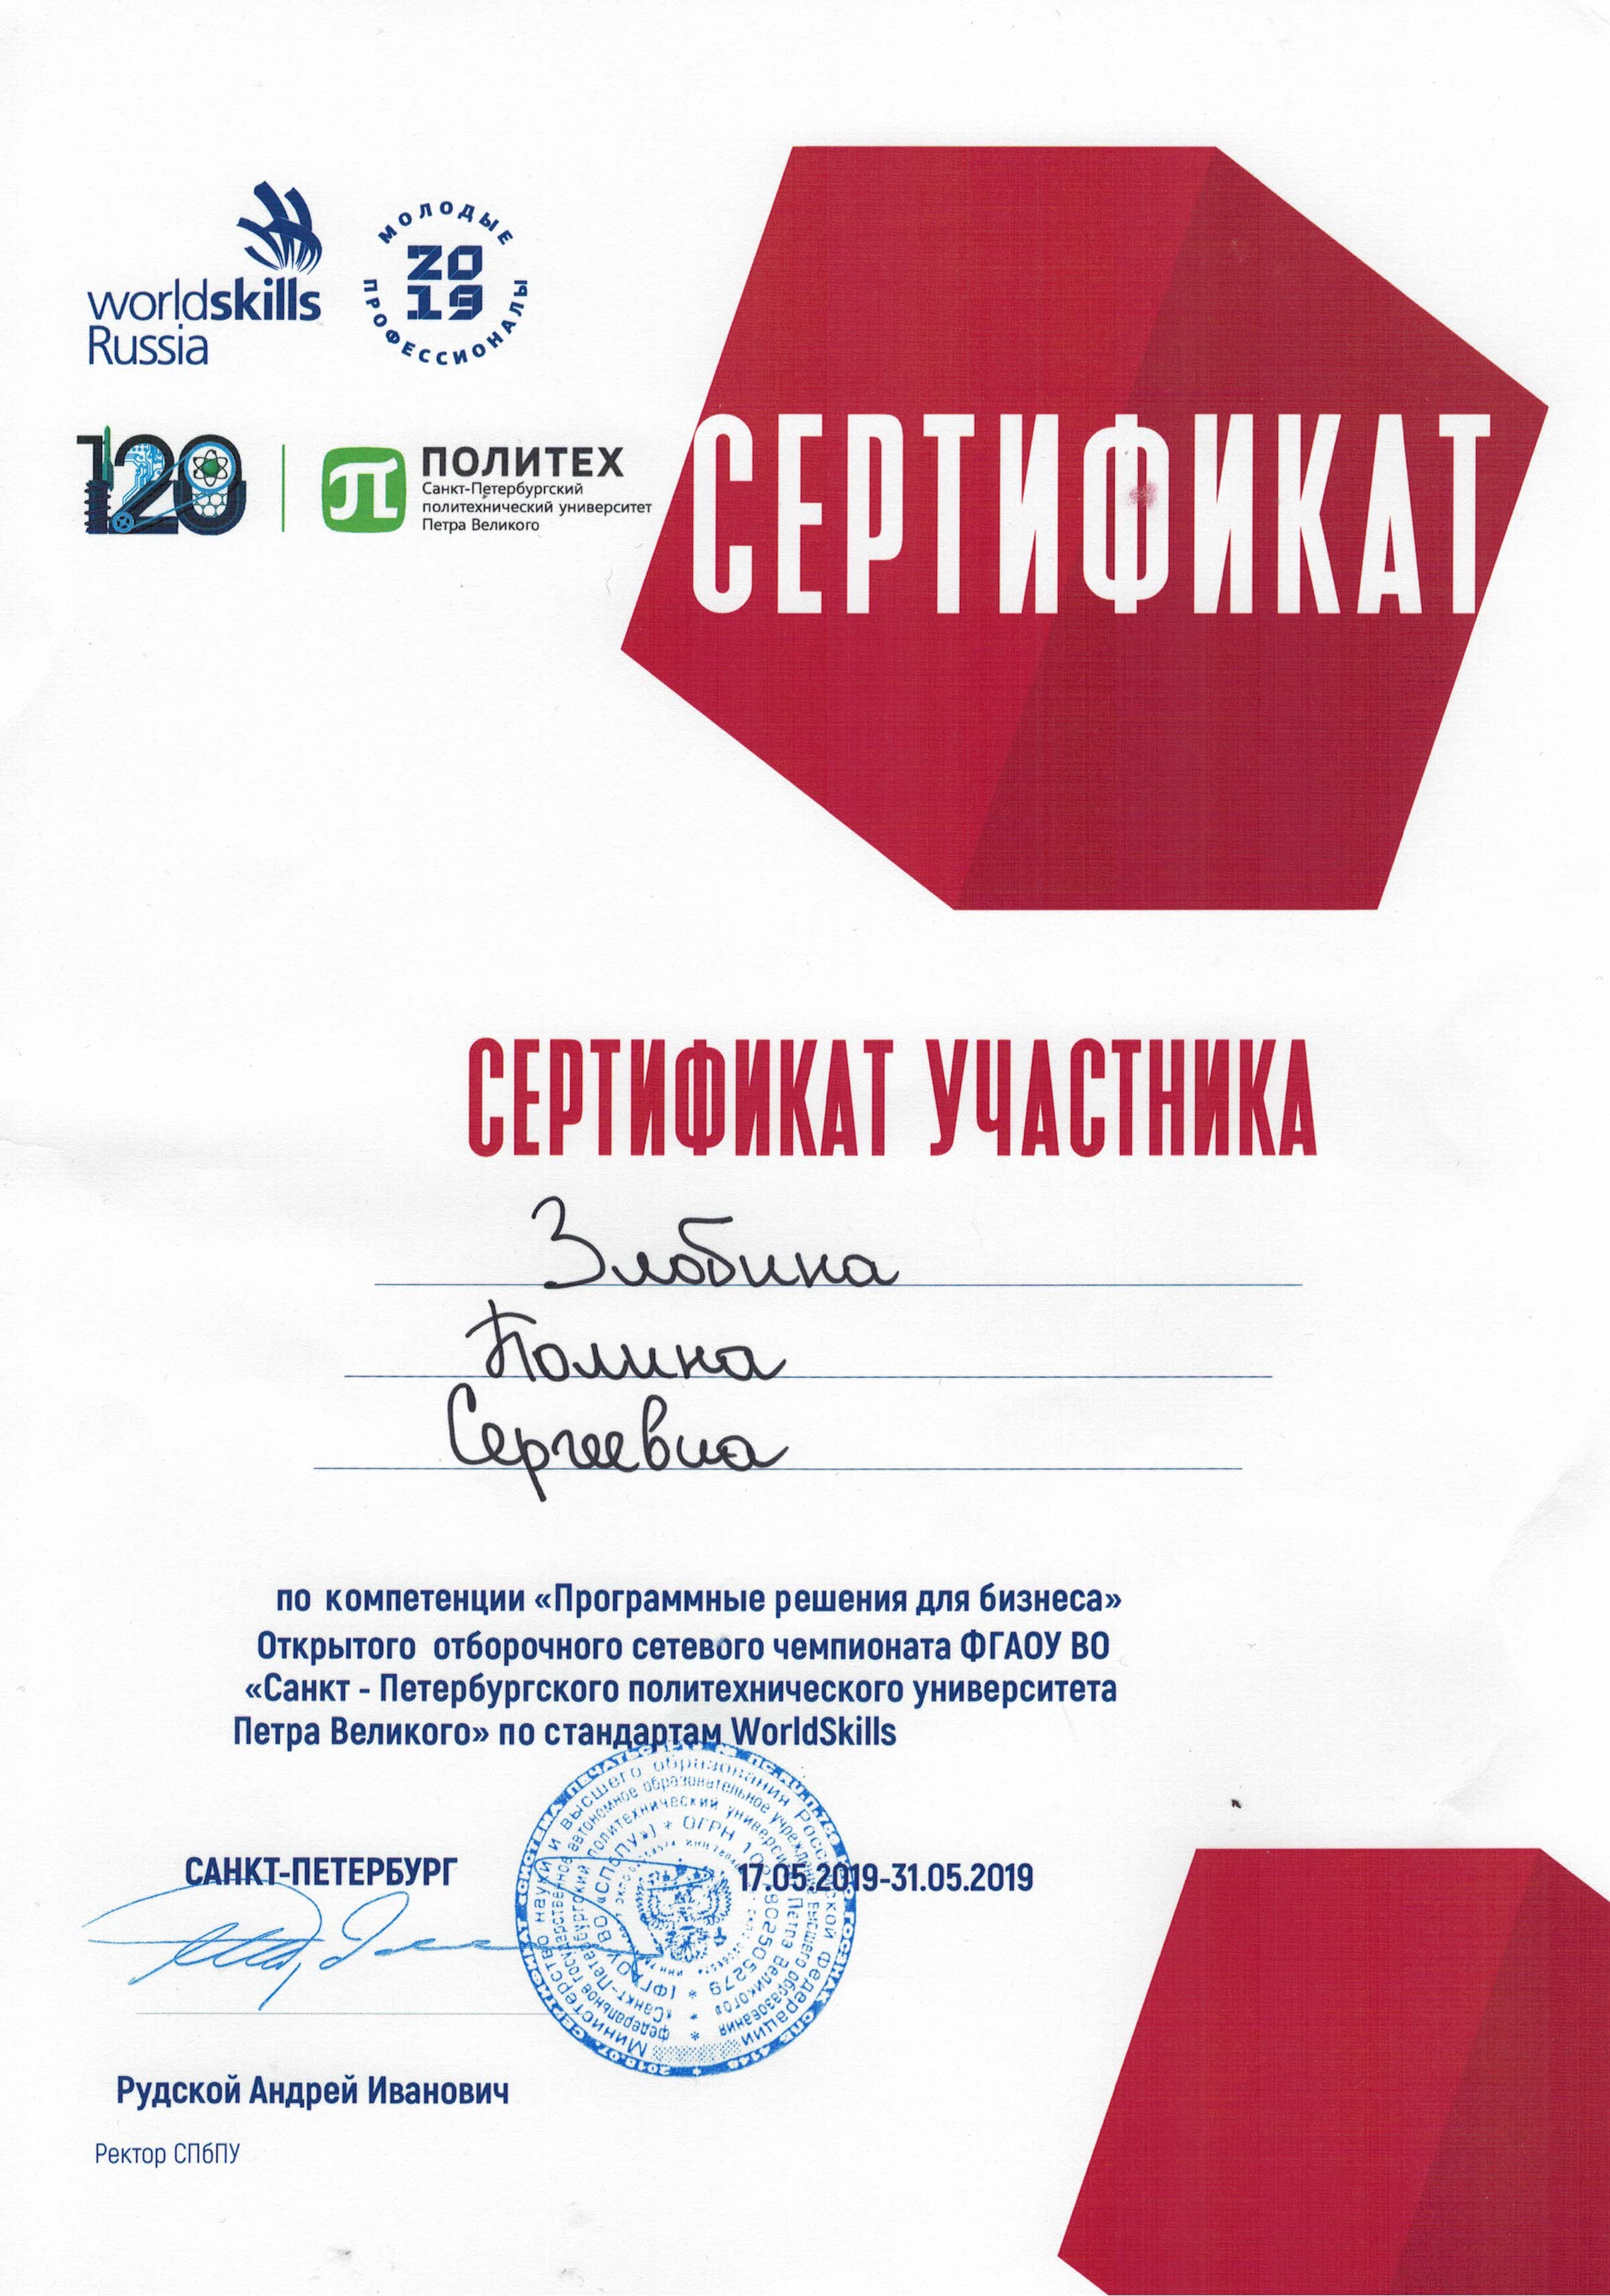 worldskills
Russia
МОЛОДЫЕ
2019
ПРОФЕССИОНАЛЫ
120
ПОЛИТЕХ
Санкт-Петербургский
политехнический университет
Петра Великого
СЕРТИФИКАТ
СЕРТИФИКАТ УЧАСТНИКА
Злобина
Полина
Сергеевна
по компетенции «Программные решения для бизнеса»
Открытого отборочного сетевого чемпионата ФГАОУ ВО
«Санкт - Петербургского политехнического университета
Петра Великого» по стандартам WorldSkills
САНКТ-ПЕТЕРБУРГ
17.05.2019-31.05.2019
Министерство науки и высшего образования Российской Федерации
федеральное государственное автономное образовательное учреждение высшего образования
«Санкт-Петербургский политехнический университет Петра Великого»
(ФГАОУ ВО «СПбПУ») * ОГРН 1027802505279 *
Рудской Андрей Иванович
Ректор СПбПУ